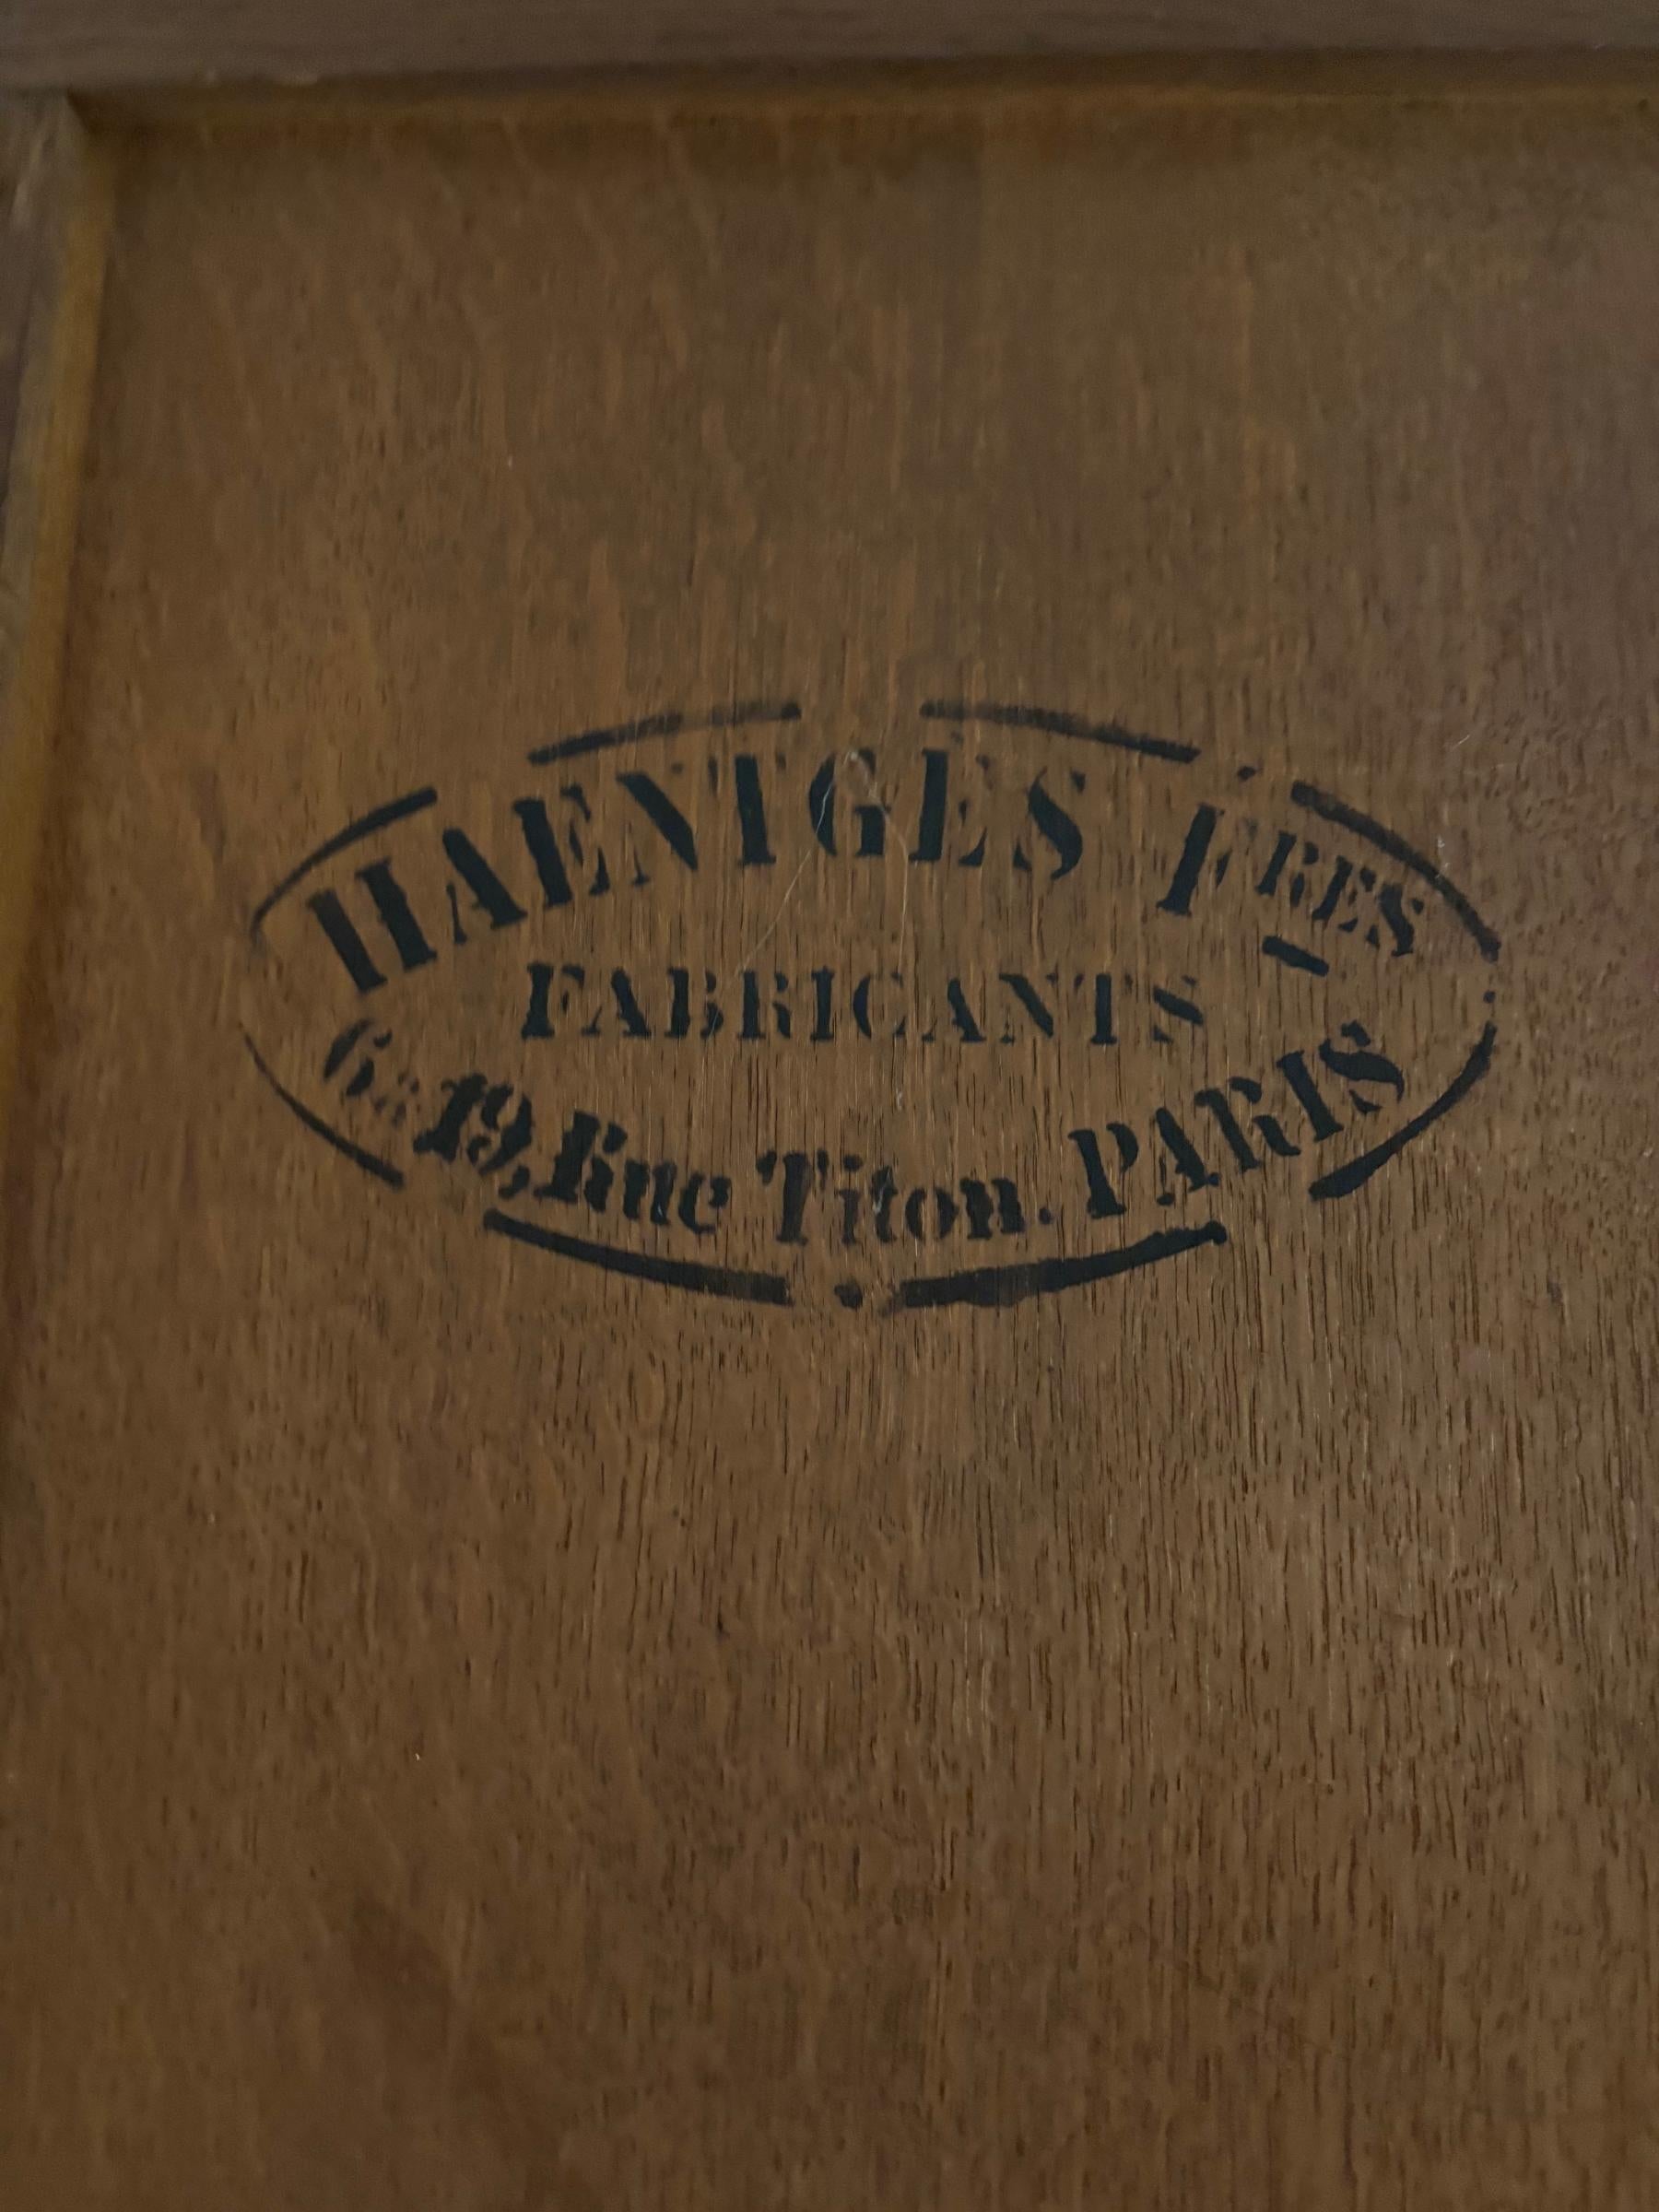 HAENTGES FRES
FABRICANTS
6 & 19, Rue Titon. PARIS